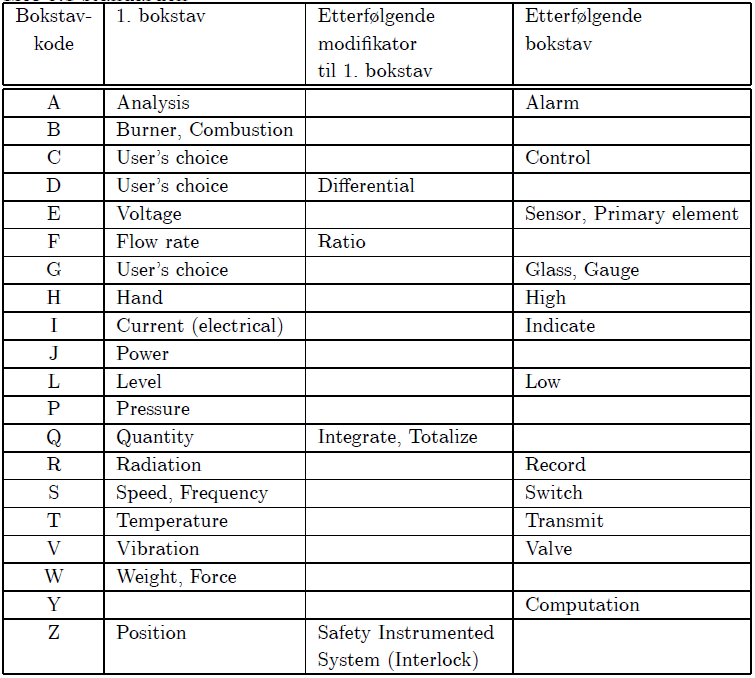 Bokstav- 1. bokstav Etterfølgende Etterfølgende
kode modifikator bokstav
til 1. bokstav
A Analysis Alarm
B Burner, Combustion
C User's choice Control
D User's choice Differential
E Voltage Sensor, Primary element
F Flow rate Ratio
G User's choice Glass, Gauge
H Hand High
I Current (electrical) Indicate
J Power
L Level Low
P Pressure
Q Quantity Integrate, Totalize
R Radiation Record
S Speed, Frequency Switch
T Temperature Transmit
V Vibration Valve
W Weight, Force
Y Computation
Z Position Safety Instrumented
System (Interlock)